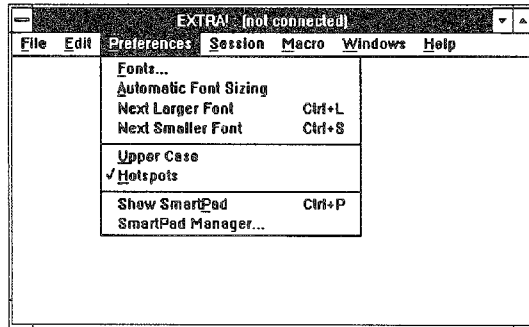 EXTRA! (not connected)
File Edit Preferences Session Macro Windows Help
Fonts...
Automatic Font Sizing
Next Larger Font Ctrl+L
Next Smaller Font Ctrl+S
Upper Case
✓Hotspots
Show SmartPad Ctrl+P
SmartPad Manager...